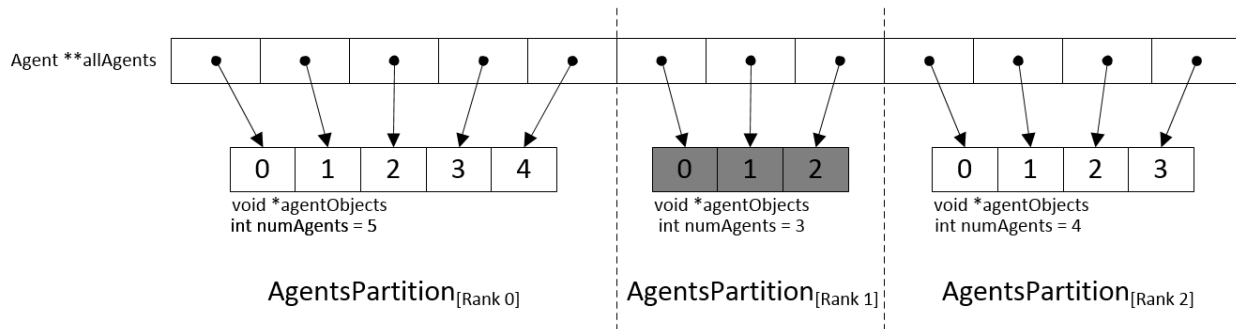 Agent **allAgents
0 1 2 3 4
0 1 2
0 1 2 3
void *agentObjects
int numAgents = 5
void *agentObjects
int numAgents = 3
void *agentObjects
int numAgents = 4
AgentsPartition[Rank 0]
AgentsPartition[Rank 1]
AgentsPartition[Rank 2]